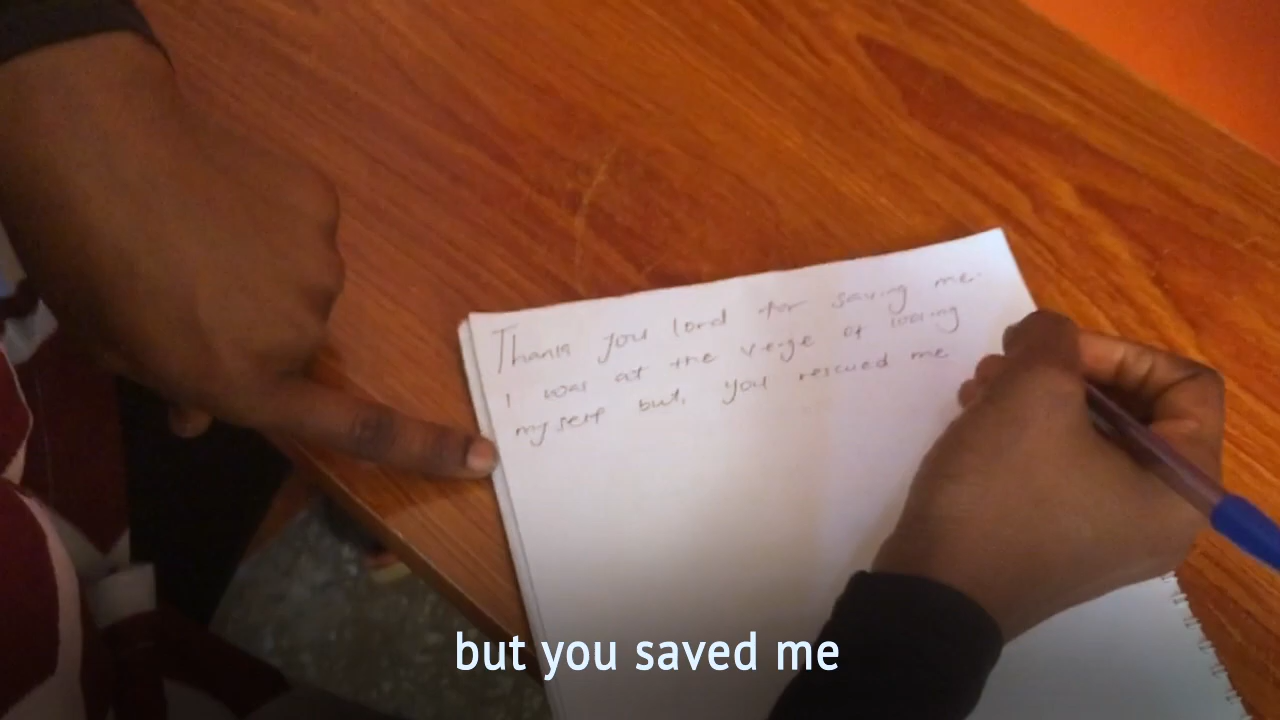 Thank you lord for saving me.
I was at the verge of loosing
my self but, you rescued me
but you saved me